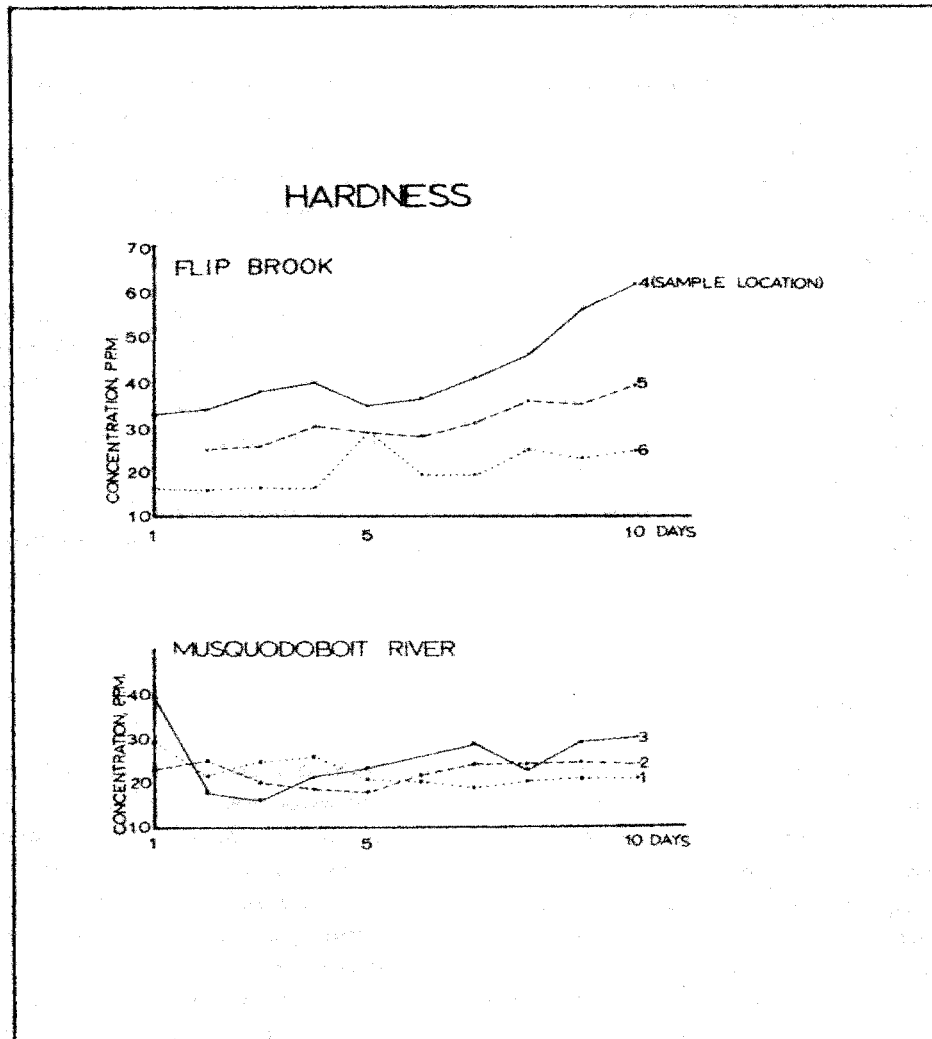 HARDNESS
FLIP BROOK
CONCENTRATION, P.P.M.
70
60
50
40
30
20
10
4(SAMPLE LOCATION)
5
6
1
5
10 DAYS
MUSQUODOBOIT RIVER
CONCENTRATION, PPM.
40
30
20
10
3
2
1
1
5
10 DAYS